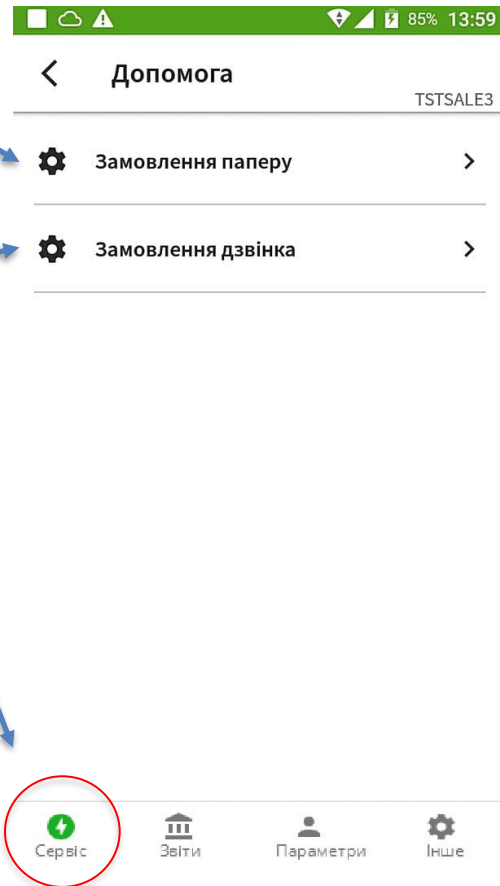 85% 13:59
Допомога
TSTSALE3
Замовлення паперу
Замовлення дзвінка
Сервіс Звіти Параметри Інше